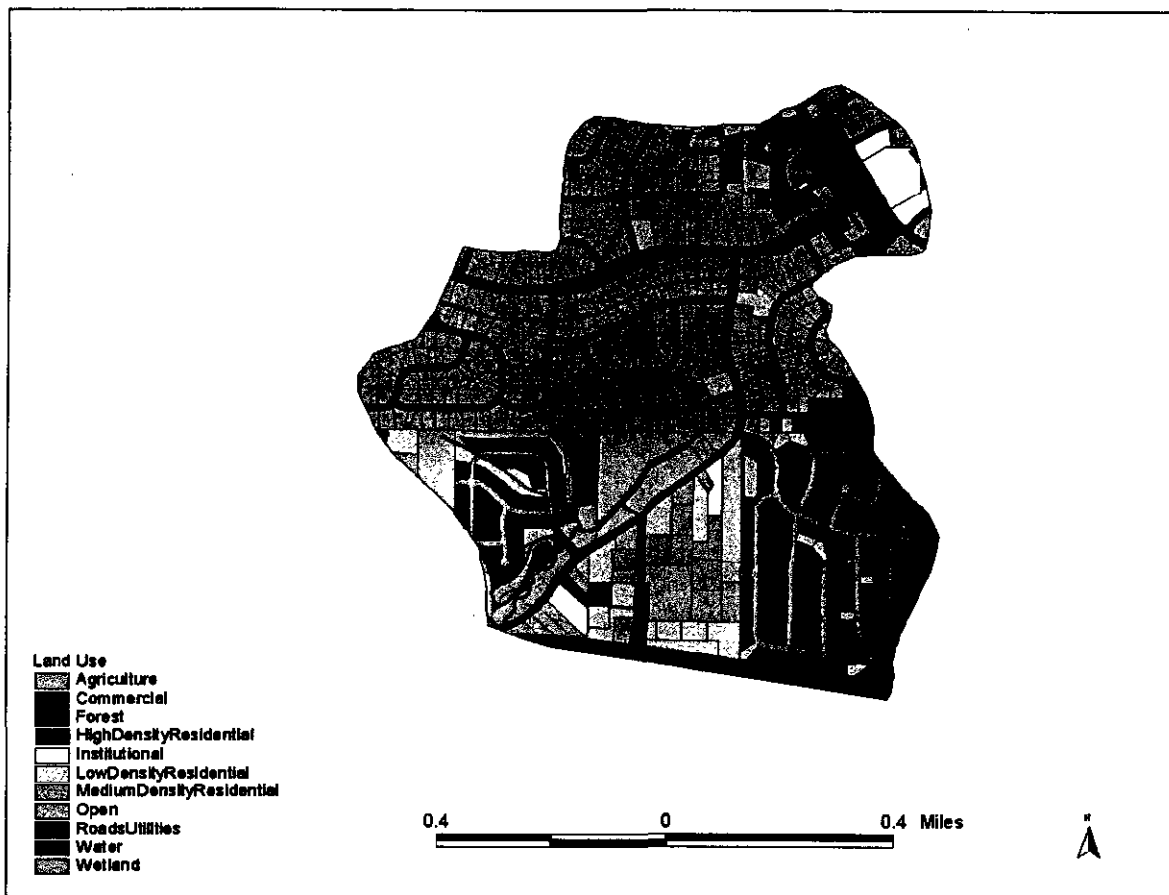 Land Use
Agriculture
Commercial
Forest
HighDensityResidential
Institutional
LowDensityResidential
MediumDensityResidential
Open
RoadsUtilities
Water
Wetland
0.4 0 0.4 Miles
N